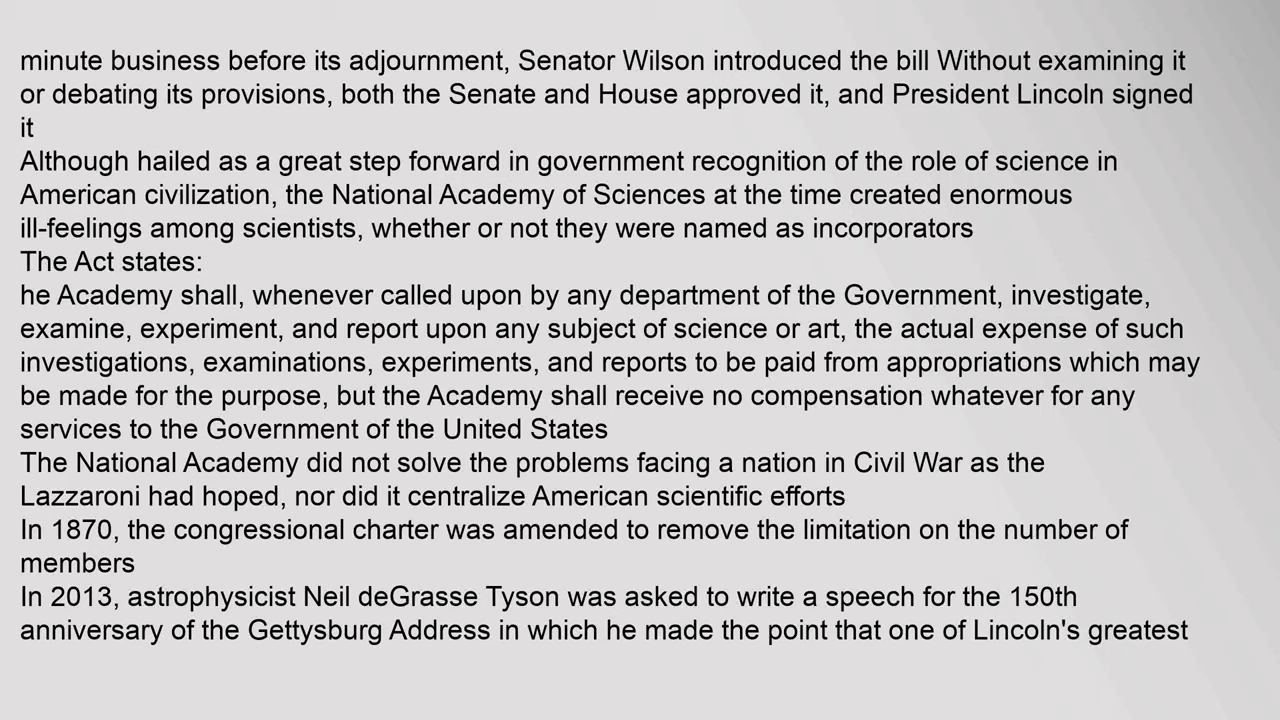 minute business before its adjournment, Senator Wilson introduced the bill Without examining it
or debating its provisions, both the Senate and House approved it, and President Lincoln signed
it
Although hailed as a great step forward in government recognition of the role of science in
American civilization, the National Academy of Sciences at the time created enormous
ill-feelings among scientists, whether or not they were named as incorporators
The Act states:
he Academy shall, whenever called upon by any department of the Government, investigate,
examine, experiment, and report upon any subject of science or art, the actual expense of such
investigations, examinations, experiments, and reports to be paid from appropriations which may
be made for the purpose, but the Academy shall receive no compensation whatever for any
services to the Government of the United States
The National Academy did not solve the problems facing a nation in Civil War as the
Lazzaroni had hoped, nor did it centralize American scientific efforts
In 1870, the congressional charter was amended to remove the limitation on the number of
members
In 2013, astrophysicist Neil deGrasse Tyson was asked to write a speech for the 150th
anniversary of the Gettysburg Address in which he made the point that one of Lincoln's greatest